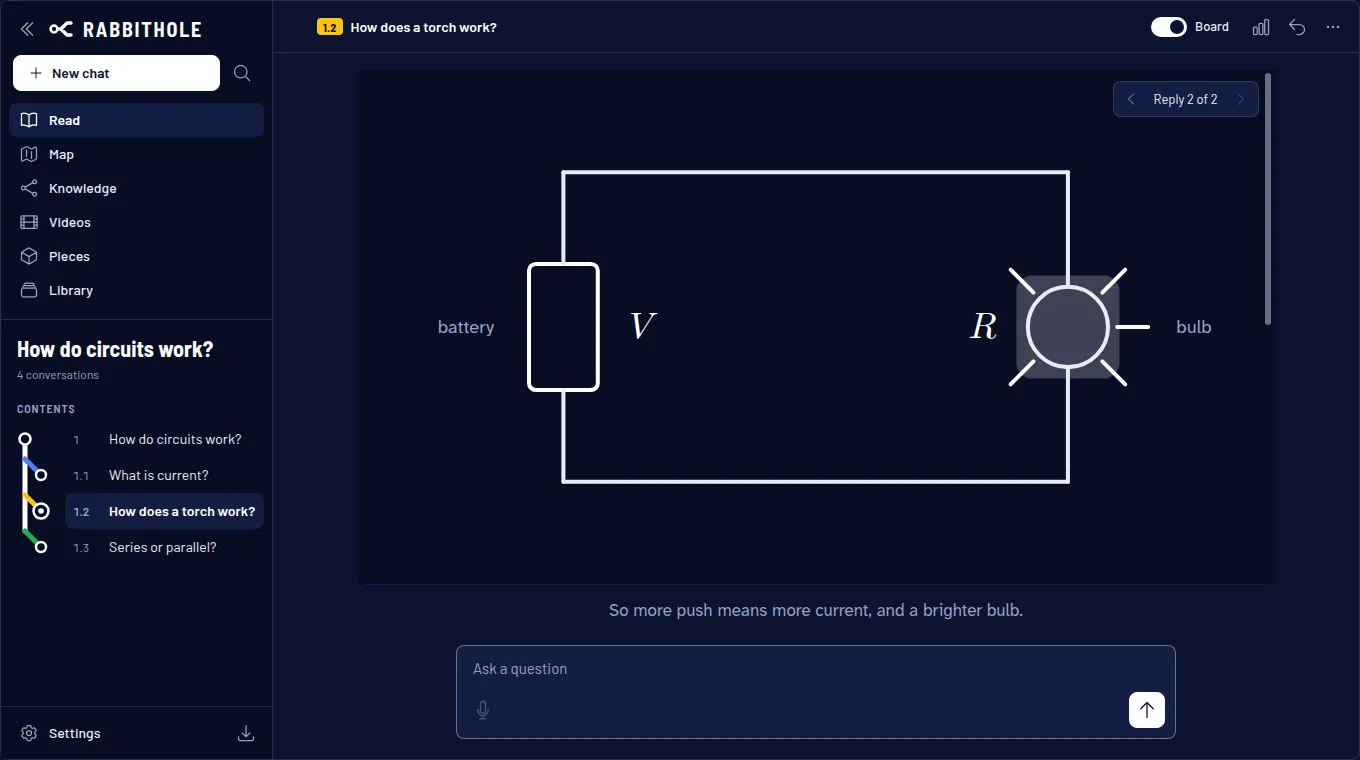 RABBITHOLE
New chat
Read
Map
Knowledge
Videos
Pieces
Library
How do circuits work?
4 conversations
CONTENTS
1 How do circuits work?
1.1 What is current?
1.2 How does a torch work?
1.3 Series or parallel?
Settings
1.2 How does a torch work?
Board
Reply 2 of 2
battery V R bulb
So more push means more current, and a brighter bulb.
Ask a question